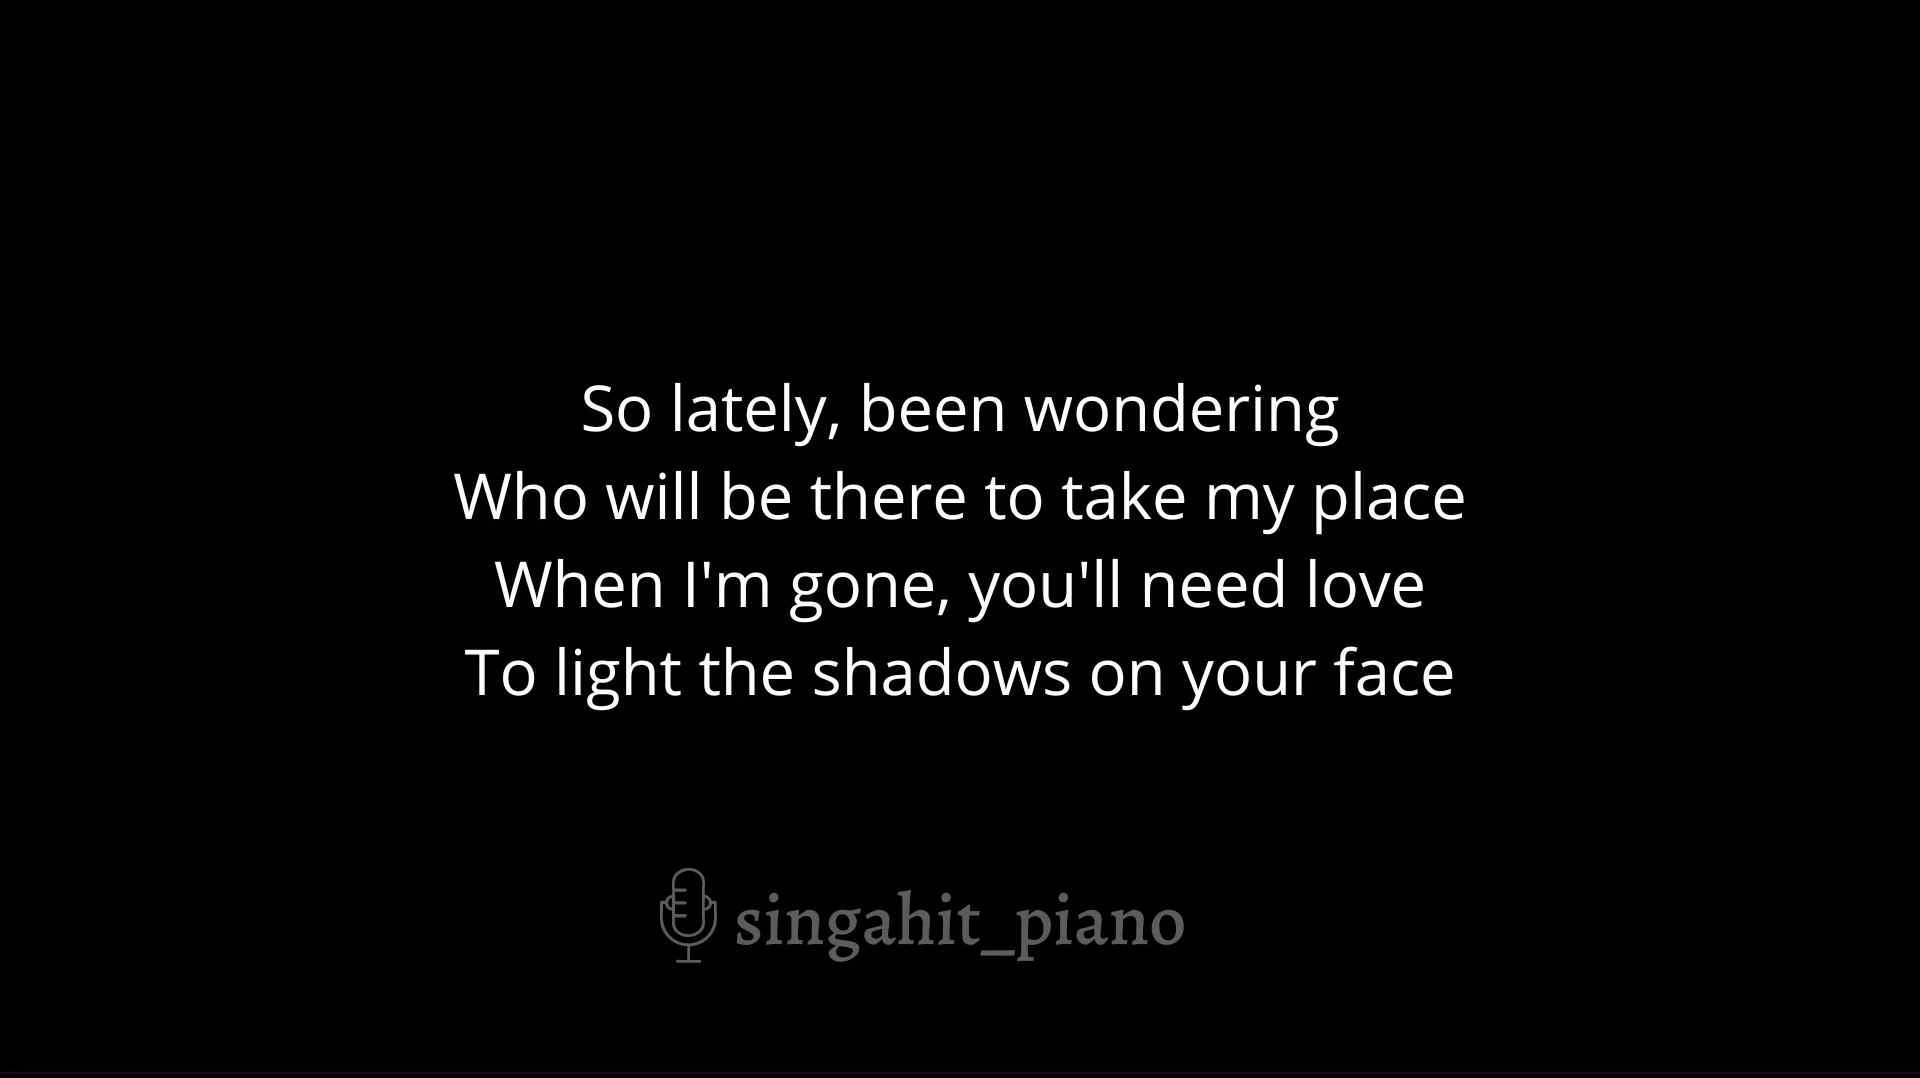 So lately, been wondering
Who will be there to take my place
When I'm gone, you'll need love
To light the shadows on your face
singahit_piano